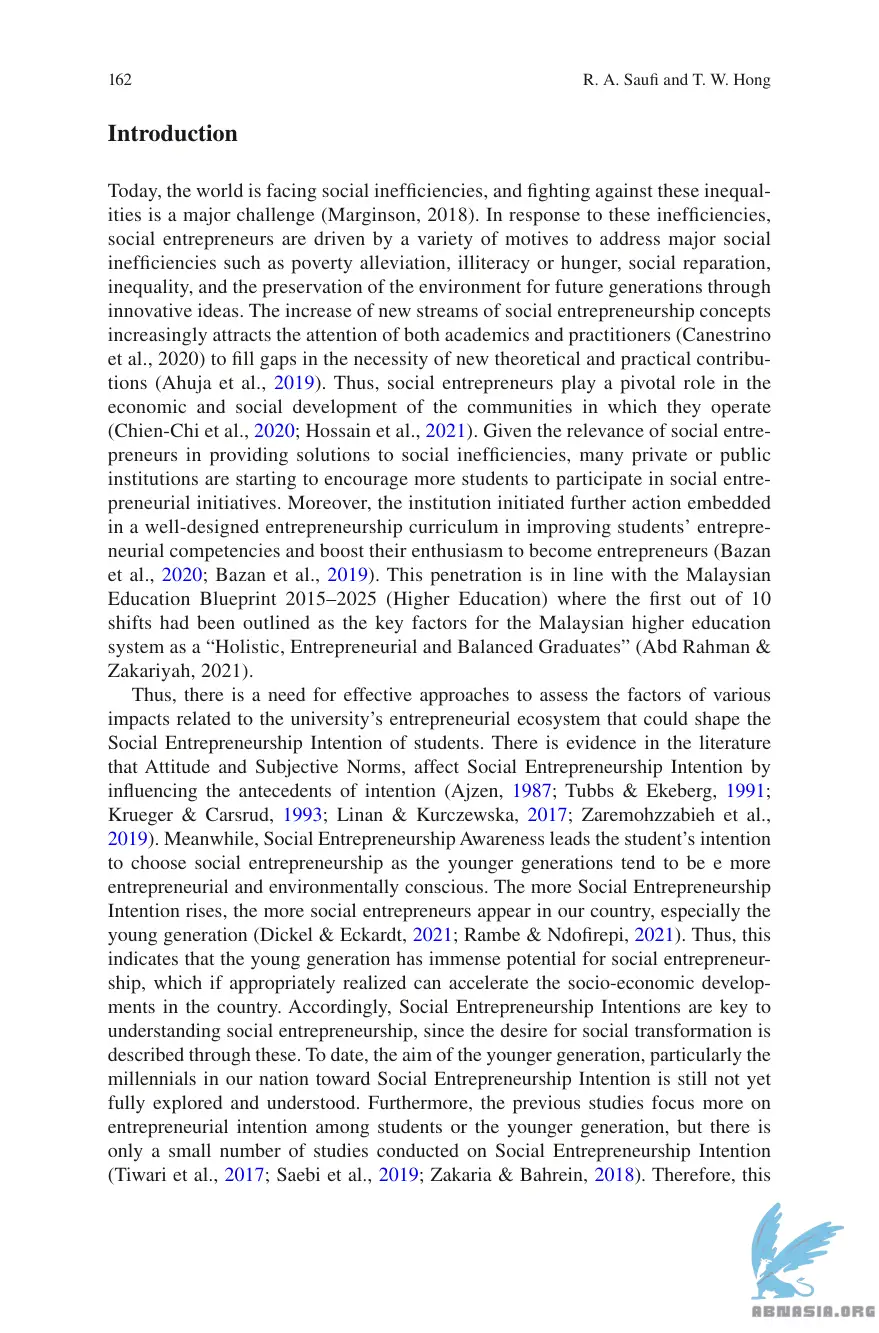 162
R. A. Saufi and T. W. Hong
Introduction
Today, the world is facing social inefficiencies, and fighting against these inequal-
ities is a major challenge (Marginson, 2018). In response to these inefficiencies,
social entrepreneurs are driven by a variety of motives to address major social
inefficiencies such as poverty alleviation, illiteracy or hunger, social reparation,
inequality, and the preservation of the environment for future generations through
innovative ideas. The increase of new streams of social entrepreneurship concepts
increasingly attracts the attention of both academics and practitioners (Canestrino
et al., 2020) to fill gaps in the necessity of new theoretical and practical contribu-
tions (Ahuja et al., 2019). Thus, social entrepreneurs play a pivotal role in the
economic and social development of the communities in which they operate
(Chien-Chi et al., 2020; Hossain et al., 2021). Given the relevance of social entre-
preneurs in providing solutions to social inefficiencies, many private or public
institutions are starting to encourage more students to participate in social entre-
preneurial initiatives. Moreover, the institution initiated further action embedded
in a well-designed entrepreneurship curriculum in improving students’ entrepre-
neurial competencies and boost their enthusiasm to become entrepreneurs (Bazan
et al., 2020; Bazan et al., 2019). This penetration is in line with the Malaysian
Education Blueprint 2015–2025 (Higher Education) where the first out of 10
shifts had been outlined as the key factors for the Malaysian higher education
system as a “Holistic, Entrepreneurial and Balanced Graduates” (Abd Rahman &
Zakariyah, 2021).
Thus, there is a need for effective approaches to assess the factors of various
impacts related to the university’s entrepreneurial ecosystem that could shape the
Social Entrepreneurship Intention of students. There is evidence in the literature
that Attitude and Subjective Norms, affect Social Entrepreneurship Intention by
influencing the antecedents of intention (Ajzen, 1987; Tubbs & Ekeberg, 1991;
Krueger & Carsrud, 1993; Linan & Kurczewska, 2017; Zaremohzzabieh et al.,
2019). Meanwhile, Social Entrepreneurship Awareness leads the student’s intention
to choose social entrepreneurship as the younger generations tend to be e more
entrepreneurial and environmentally conscious. The more Social Entrepreneurship
Intention rises, the more social entrepreneurs appear in our country, especially the
young generation (Dickel & Eckardt, 2021; Rambe & Ndofirepi, 2021). Thus, this
indicates that the young generation has immense potential for social entrepreneur-
ship, which if appropriately realized can accelerate the socio-economic develop-
ments in the country. Accordingly, Social Entrepreneurship Intentions are key to
understanding social entrepreneurship, since the desire for social transformation is
described through these. To date, the aim of the younger generation, particularly the
millennials in our nation toward Social Entrepreneurship Intention is still not yet
fully explored and understood. Furthermore, the previous studies focus more on
entrepreneurial intention among students or the younger generation, but there is
only a small number of studies conducted on Social Entrepreneurship Intention
(Tiwari et al., 2017; Saebi et al., 2019; Zakaria & Bahrein, 2018). Therefore, this
ABNASIA.ORG